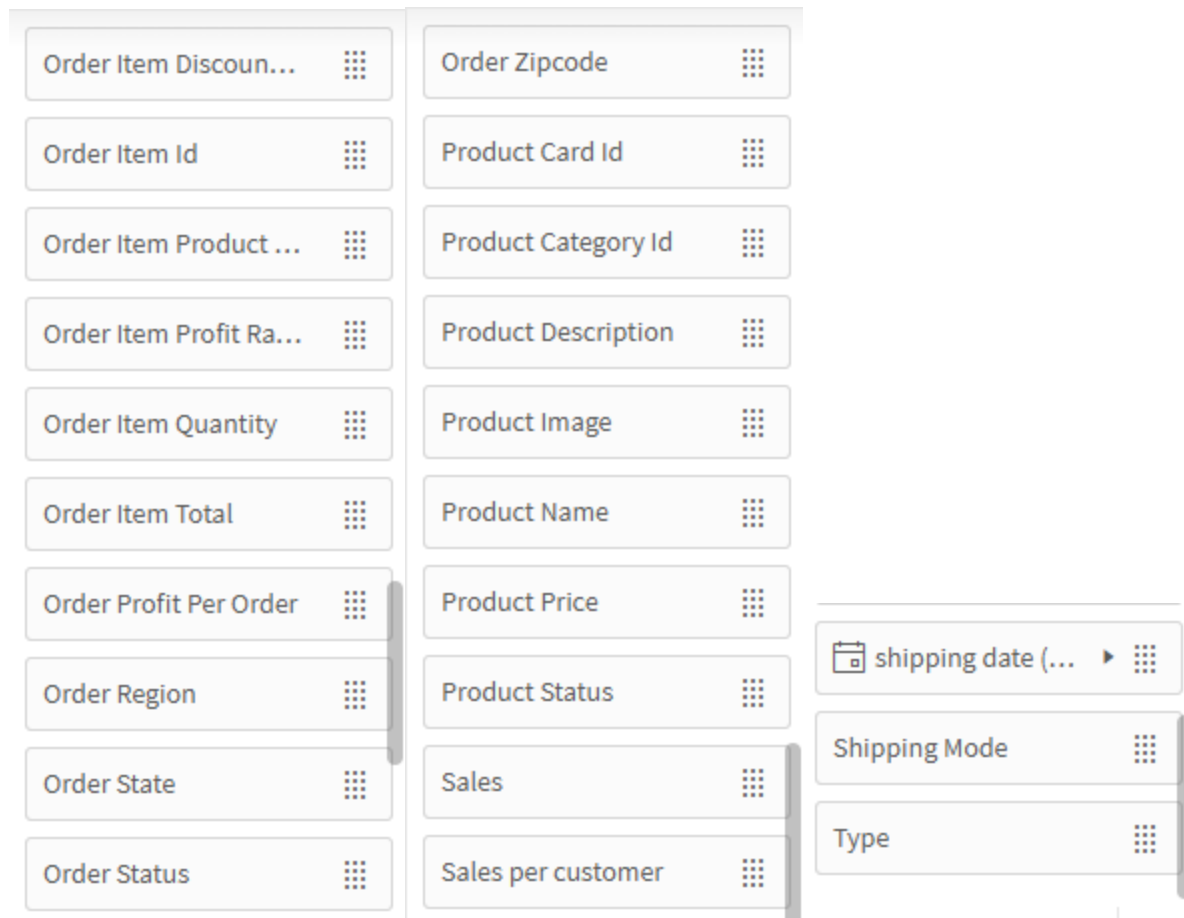 Order Item Discoun...
Order Item Id
Order Item Product ...
Order Item Profit Ra...
Order Item Quantity
Order Item Total
Order Profit Per Order
Order Region
Order State
Order Status
Order Zipcode
Product Card Id
Product Category Id
Product Description
Product Image
Product Name
Product Price
Product Status
Sales
Sales per customer
shipping date (...
Shipping Mode
Type